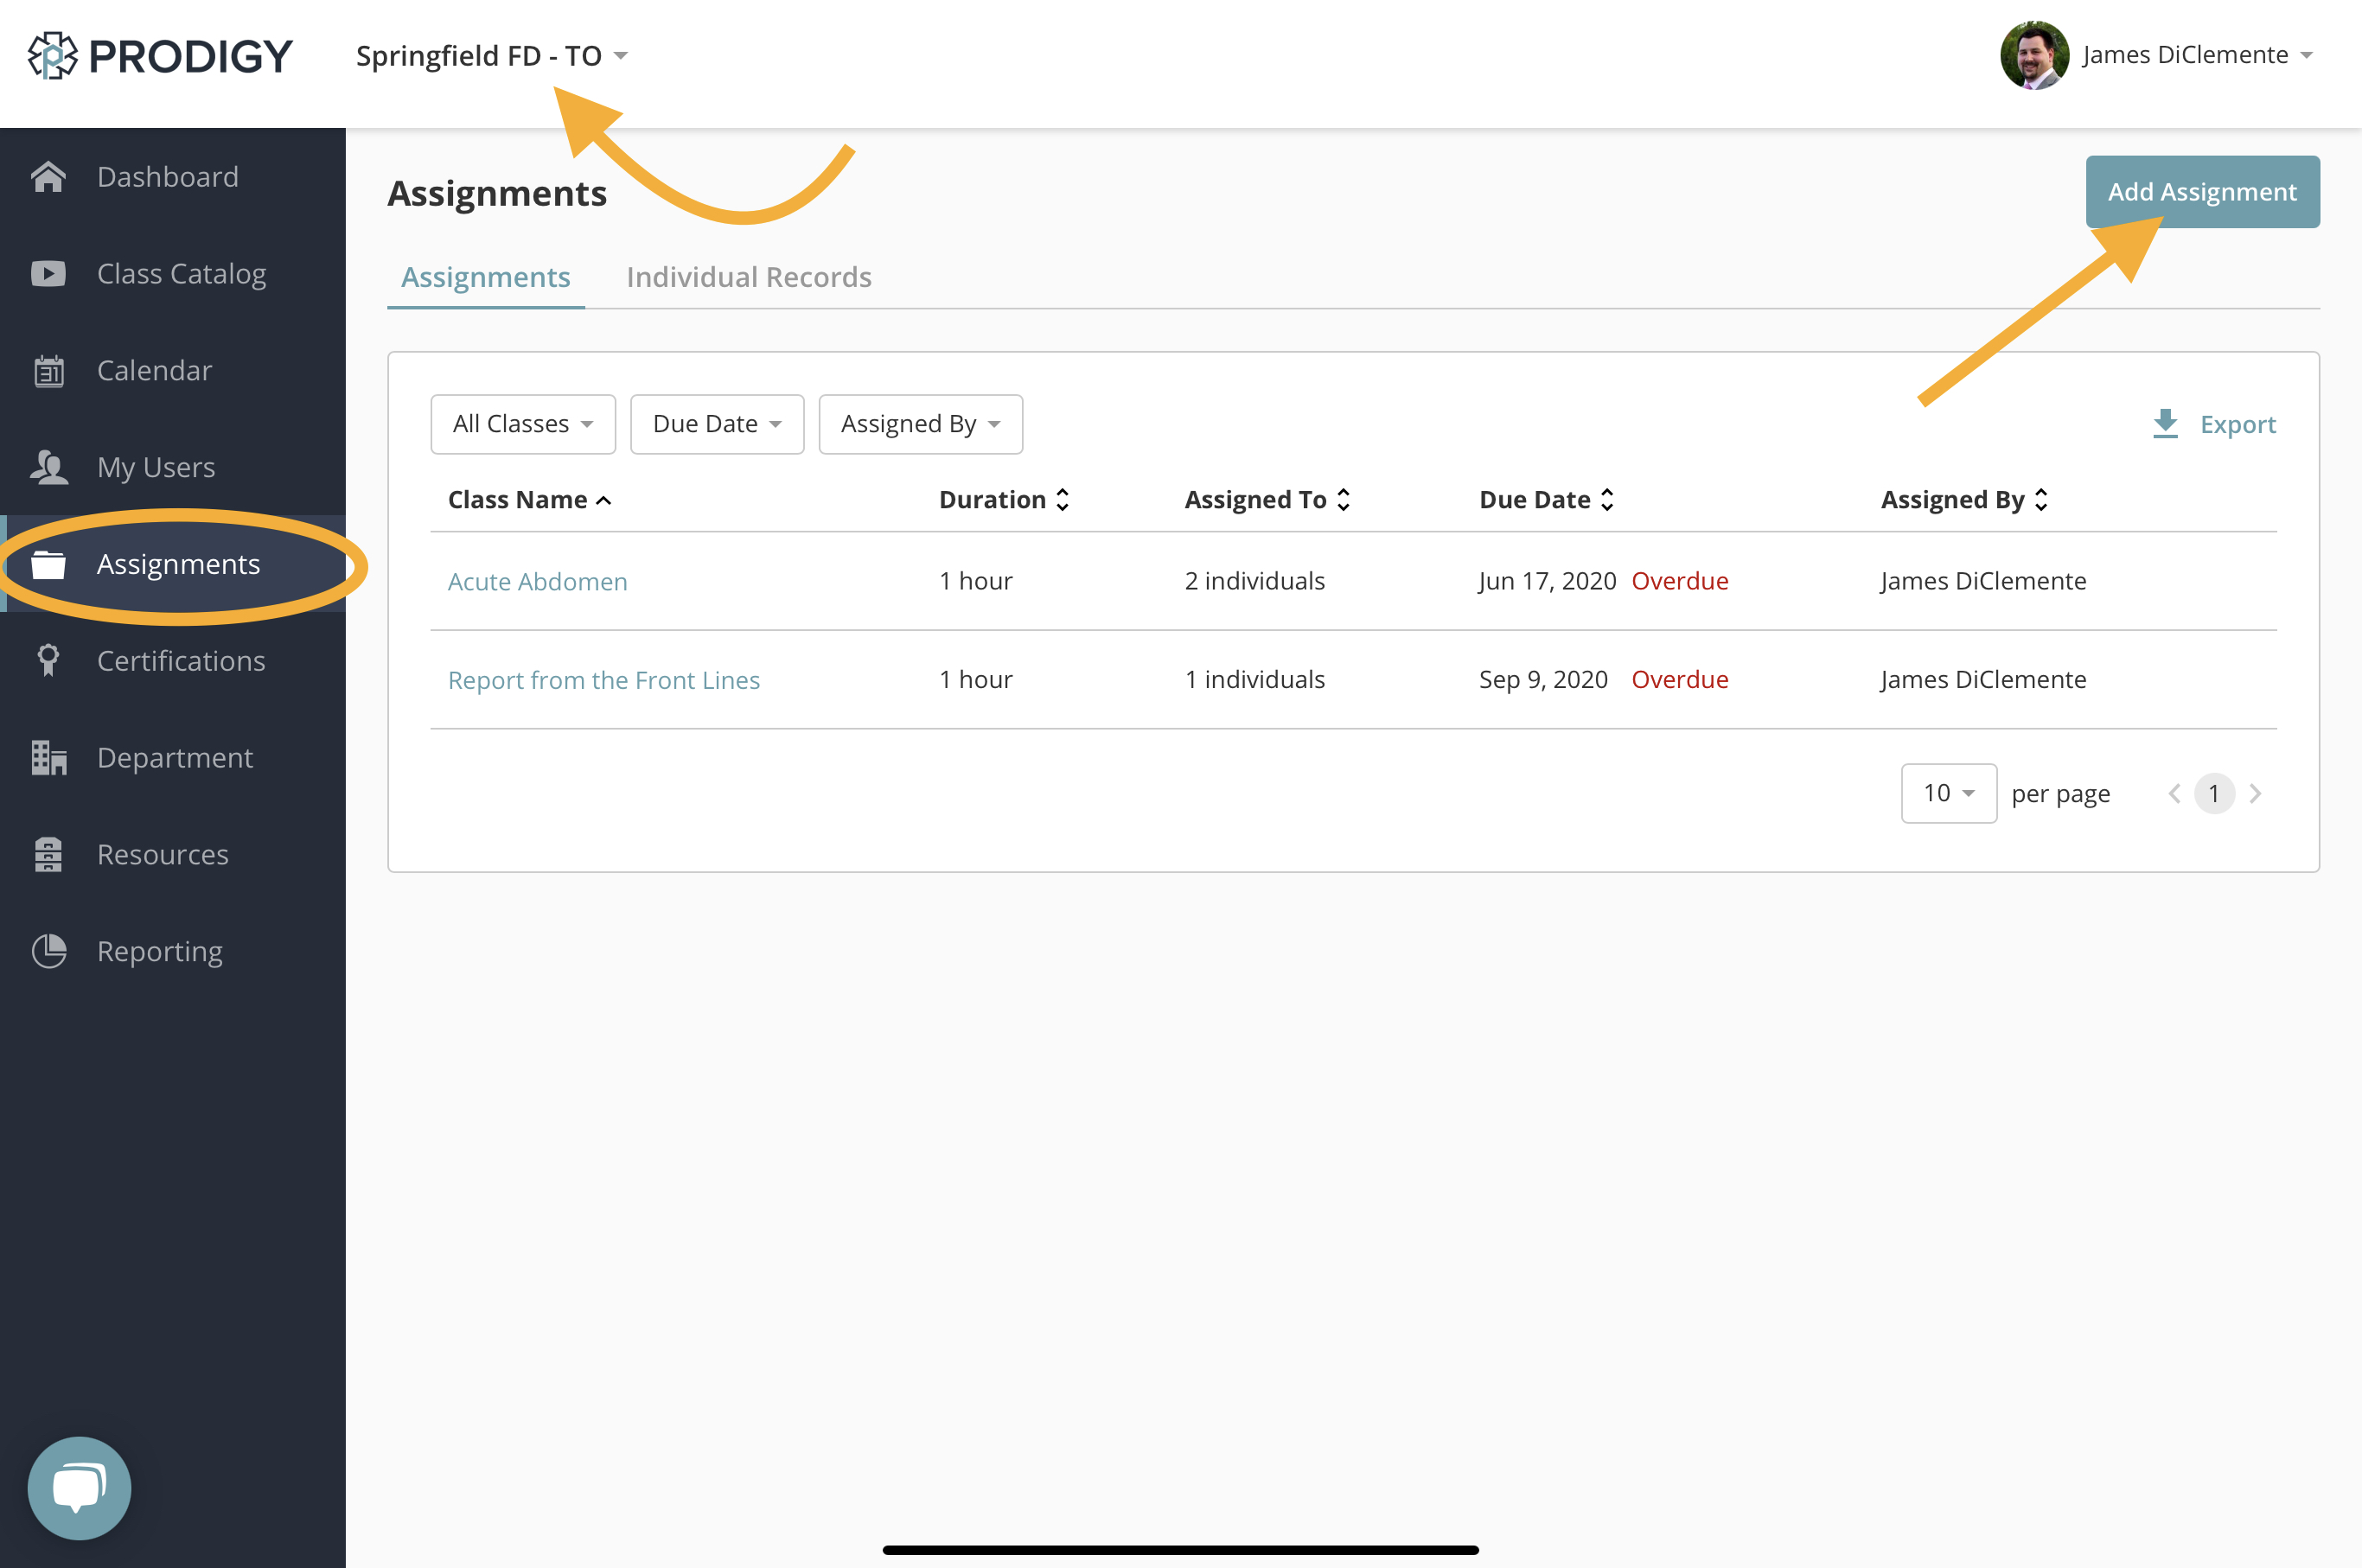 PRODIGY
Springfield FD - TO
James DiClemente
Dashboard
Class Catalog
Calendar
31
My Users
Assignments
Certifications
Department
Resources
Reporting
Assignments
Add Assignment
Assignments Individual Records
All Classes Due Date Assigned By Export
Class Name Duration Assigned To Due Date Assigned By
Acute Abdomen 1 hour 2 individuals Jun 17, 2020 Overdue James DiClemente
Report from the Front Lines 1 hour 1 individuals Sep 9, 2020 Overdue James DiClemente
10 per page 1